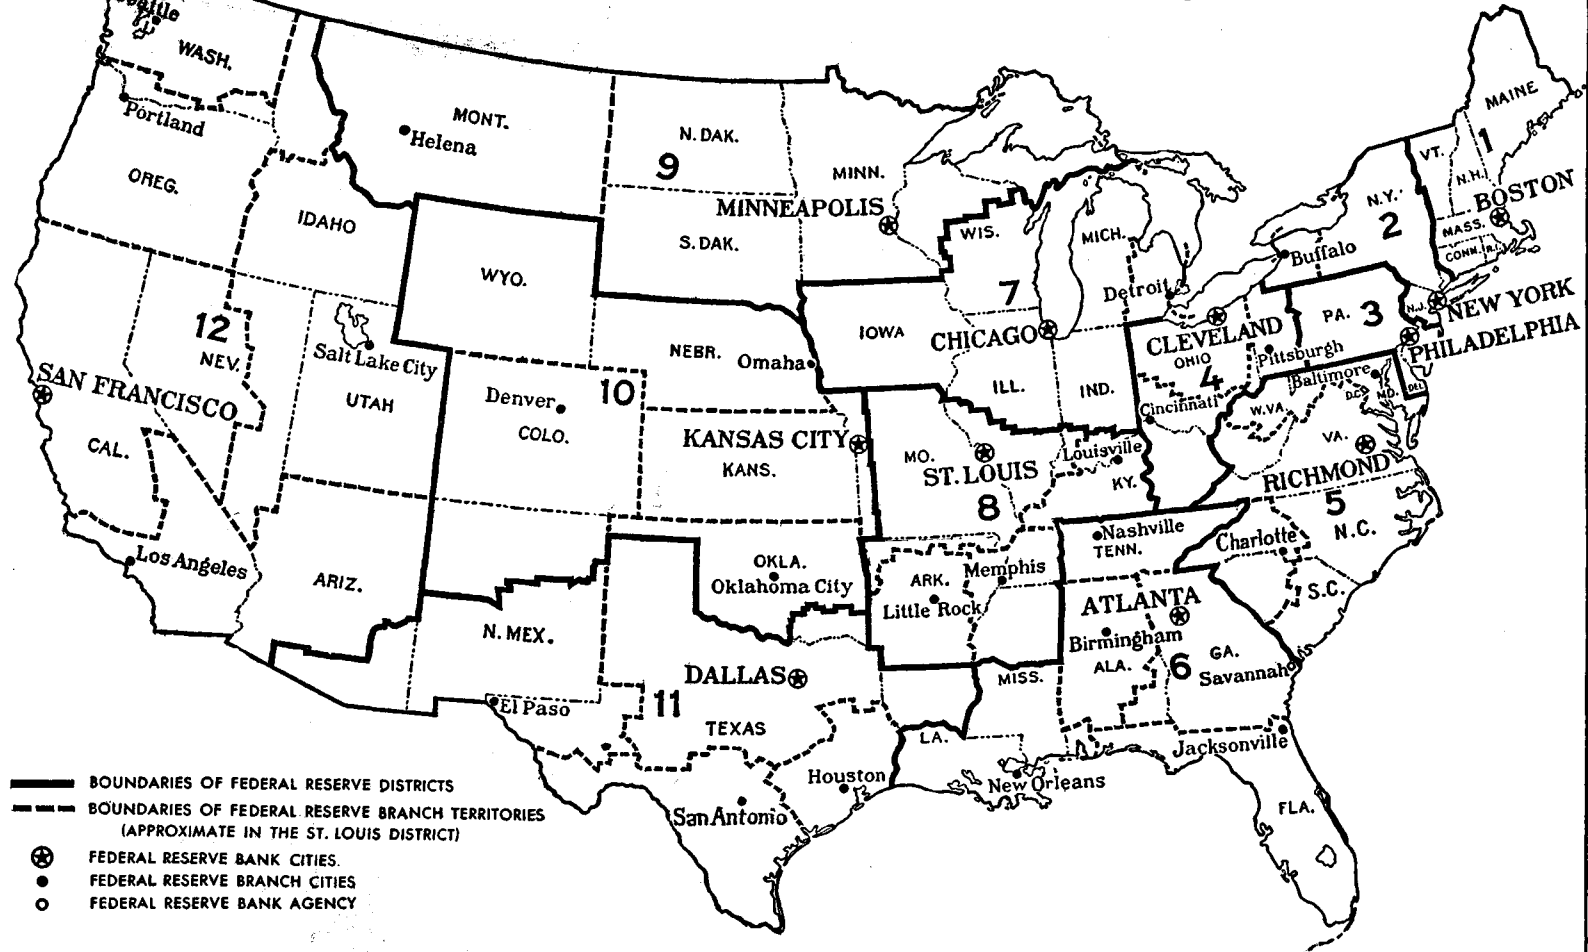 Seattle
WASH.
Portland
OREG.
MONT.
Helena
IDAHO
WYO.
N. DAK.
9
S. DAK.
MINN.
MINNEAPOLIS
WIS.
MICH.
7
Detroit
CHICAGO
IOWA
ILL.
IND.
MAINE
VT.
1
N.H.
BOSTON
MASS.
CONN.
R.I.
N.Y.
2
Buffalo
NEW YORK
N.J.
PHILADELPHIA
PA.
3
CLEVELAND
OHIO
4
Pittsburgh
Cincinnati
Baltimore
D.C.
MD.
DEL
W.VA.
VA.
RICHMOND
5
N.C.
Charlotte
S.C.
12
NEV.
SAN FRANCISCO
CAL.
Los Angeles
Salt Lake City
UTAH
ARIZ.
NEBR.
Omaha
10
Denver
COLO.
KANSAS CITY
KANS.
MO.
ST. LOUIS
8
Louisville
KY.
Nashville
TENN.
Memphis
ARK.
Little Rock
OKLA.
Oklahoma City
N. MEX.
El Paso
DALLAS
11
TEXAS
Houston
San Antonio
LA.
New Orleans
MISS.
ATLANTA
Birmingham
ALA.
6
GA.
Savannah
Jacksonville
FLA.
BOUNDARIES OF FEDERAL RESERVE DISTRICTS
BOUNDARIES OF FEDERAL RESERVE BRANCH TERRITORIES
(APPROXIMATE IN THE ST. LOUIS DISTRICT)
FEDERAL RESERVE BANK CITIES.
FEDERAL RESERVE BRANCH CITIES
FEDERAL RESERVE BANK AGENCY